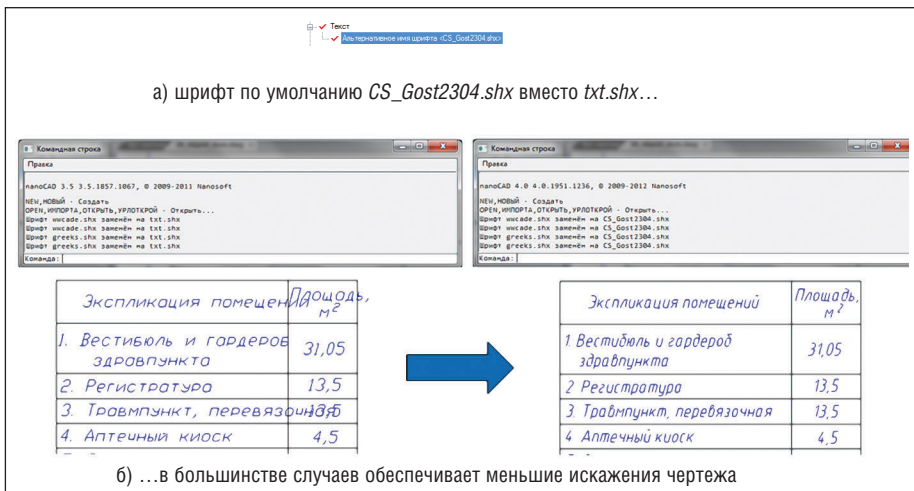 Текст
Альтернативное имя шрифта <CS_Gost2304.shx>
а) шрифт по умолчанию CS_Gost2304.shx вместо txt.shx…
Командная строка
Правка
nanoCAD 3.5 3.5.1857.1067, © 2009-2011 Nanosoft
NEW,НОВЫЙ - Создать
OPEN,ИМПОРТА,ОТКРЫТЬ,УРЛОТКРОЙ - Открыть...
Шрифт wwcade.shx заменён на txt.shx
Шрифт wwcade.shx заменён на txt.shx
Шрифт greeks.shx заменён на txt.shx
Шрифт greeks.shx заменён на txt.shx
Команда:
Командная строка
Правка
nanoCAD 4.0 4.0.1951.1236, © 2009-2012 Nanosoft
NEW,НОВЫЙ - Создать
OPEN,ИМПОРТА,ОТКРЫТЬ,УРЛОТКРОЙ - Открыть...
Шрифт wwcade.shx заменён на CS_Gost2304.shx
Шрифт wwcade.shx заменён на CS_Gost2304.shx
Шрифт greeks.shx заменён на CS_Gost2304.shx
Шрифт greeks.shx заменён на CS_Gost2304.shx
Команда:
Экспликация помещений
Площадь,
м²
1. Вестибюль и гардероб
здравпункта
31,05
2. Регистратура
13,5
3. Травмпункт, перевязочная
13,5
4. Аптечный киоск
4,5
Экспликация помещений
Площадь,
м²
1. Вестибюль и гардероб
здравпункта
31,05
2 Регистратура
13,5
3. Травмпункт, перевязочная
13,5
4 Аптечный киоск
4,5
б) …в большинстве случаев обеспечивает меньшие искажения чертежа